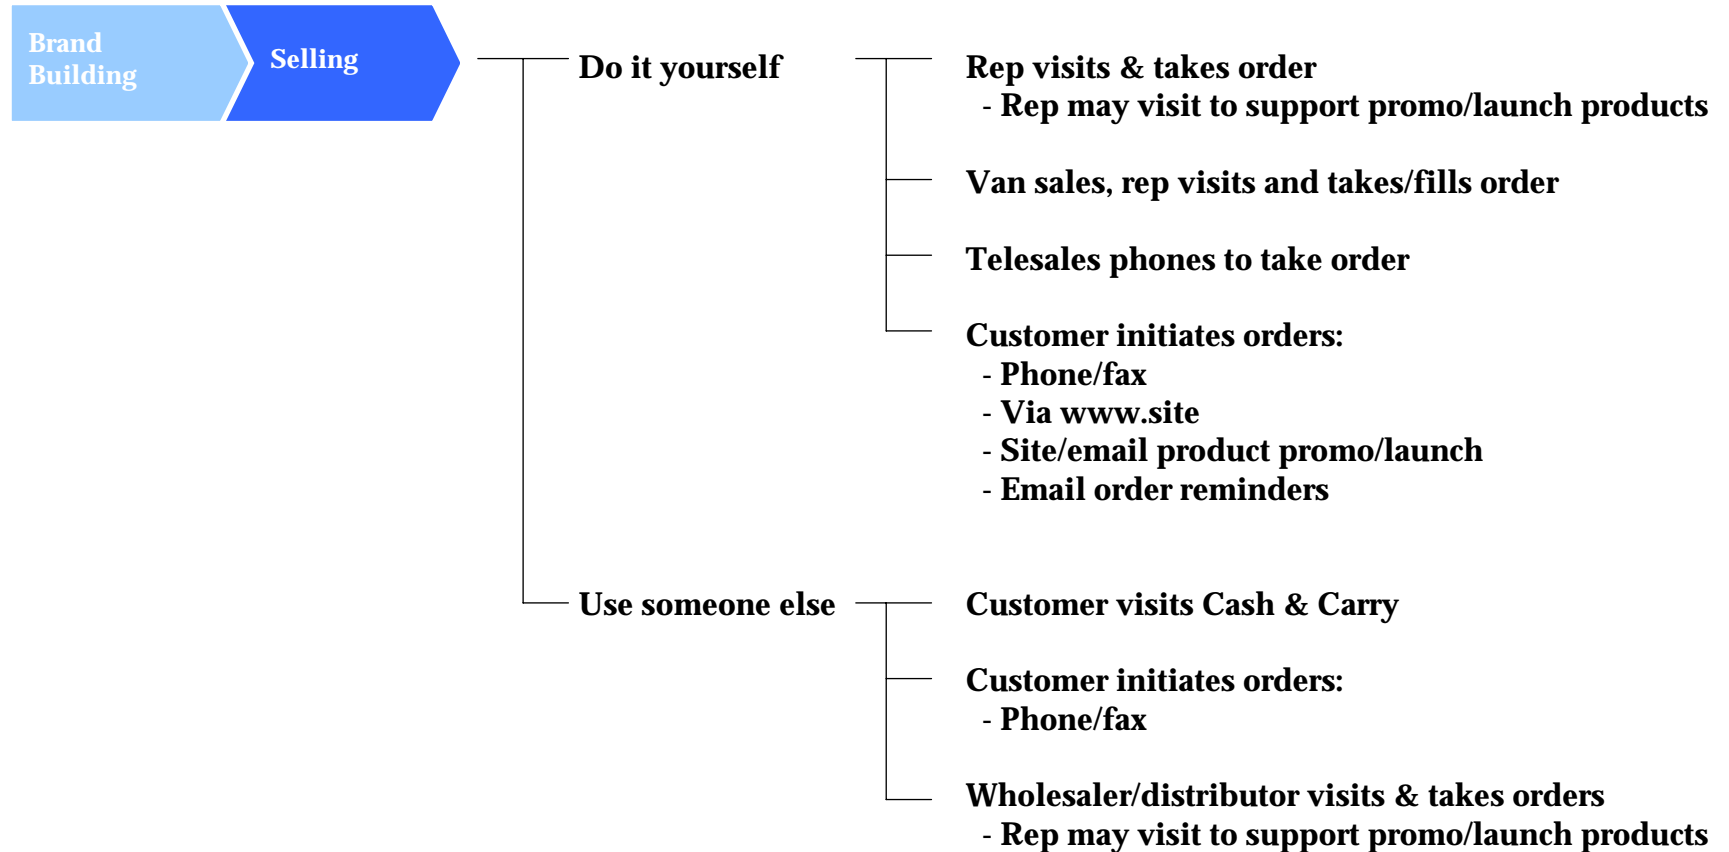 Brand
Building
Selling
Do it yourself
Rep visits & takes order
- Rep may visit to support promo/launch products
Van sales, rep visits and takes/fills order
Telesales phones to take order
Customer initiates orders:
- Phone/fax
- Via www.site
- Site/email product promo/launch
- Email order reminders
Use someone else
Customer visits Cash & Carry
Customer initiates orders:
- Phone/fax
Wholesaler/distributor visits & takes orders
- Rep may visit to support promo/launch products